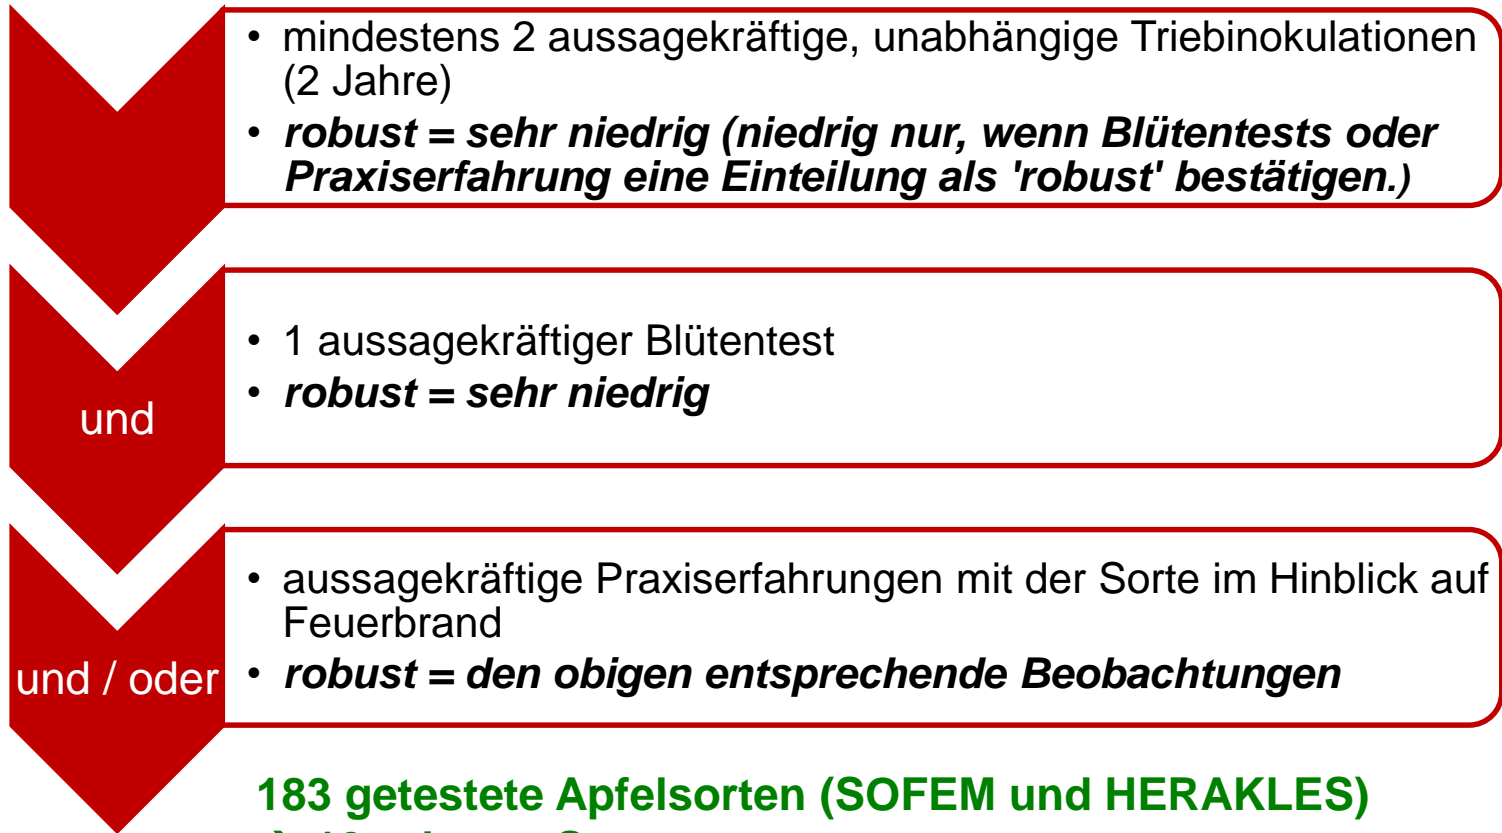 • mindestens 2 aussagekräftige, unabhängige Triebinokulationen
(2 Jahre)
• robust = sehr niedrig (niedrig nur, wenn Blütentests oder
Praxiserfahrung eine Einteilung als 'robust' bestätigen.)
und
• 1 aussagekräftiger Blütentest
• robust = sehr niedrig
und / oder
• aussagekräftige Praxiserfahrungen mit der Sorte im Hinblick auf
Feuerbrand
• robust = den obigen entsprechende Beobachtungen
183 getestete Apfelsorten (SOFEM und HERAKLES)